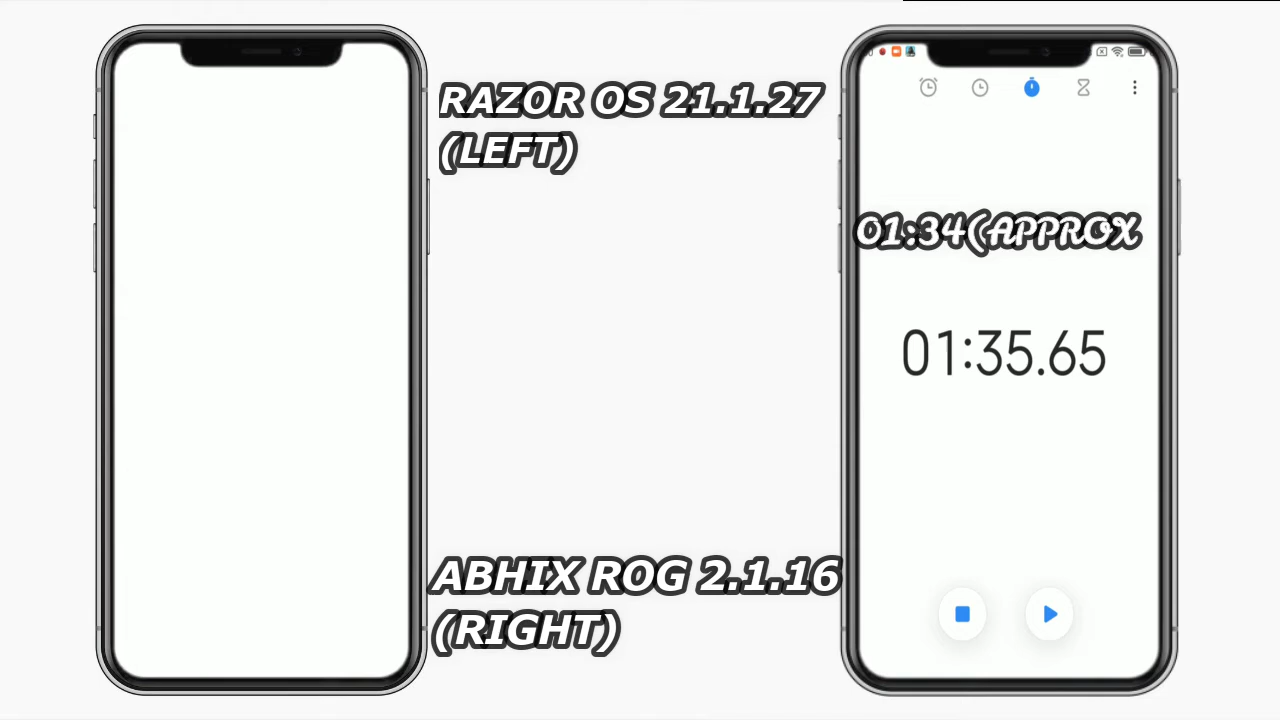 RAZOR OS 21.1.27
(LEFT)
01:34(APPROX
01:35.65
ABHIX ROG 2.1.16
(RIGHT)